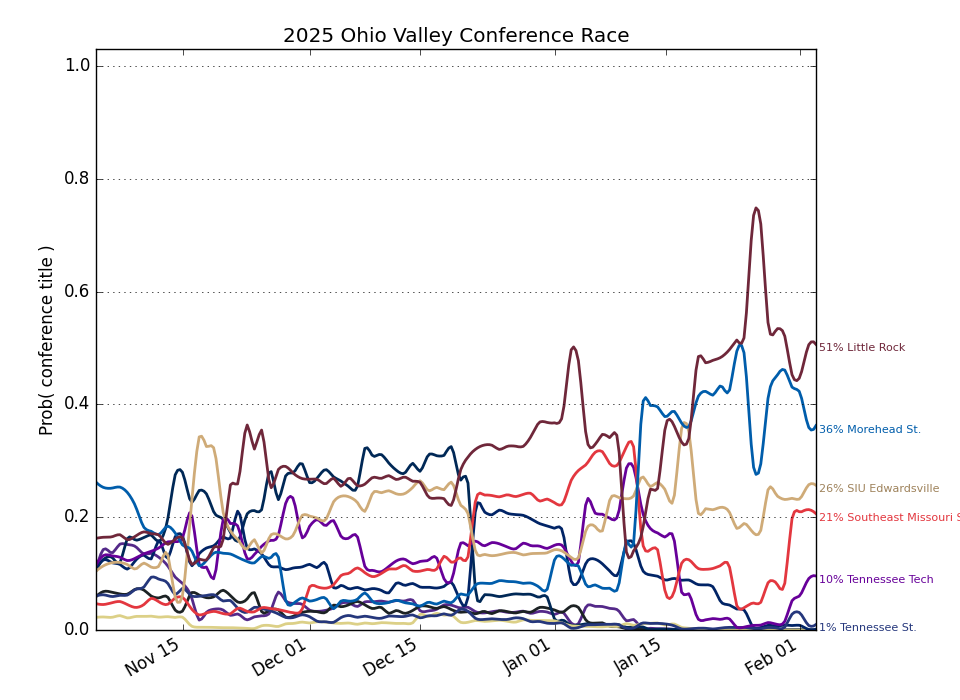 2025 Ohio Valley Conference Race
Prob( conference title )
1.0
0.8
0.6
0.4
0.2
0.0
Nov 15
Dec 01
Dec 15
Jan 01
Jan 15
Feb 01
51% Little Rock
36% Morehead St.
26% SIU Edwardsville
21% Southeast Missouri S
10% Tennessee Tech
1% Tennessee St.